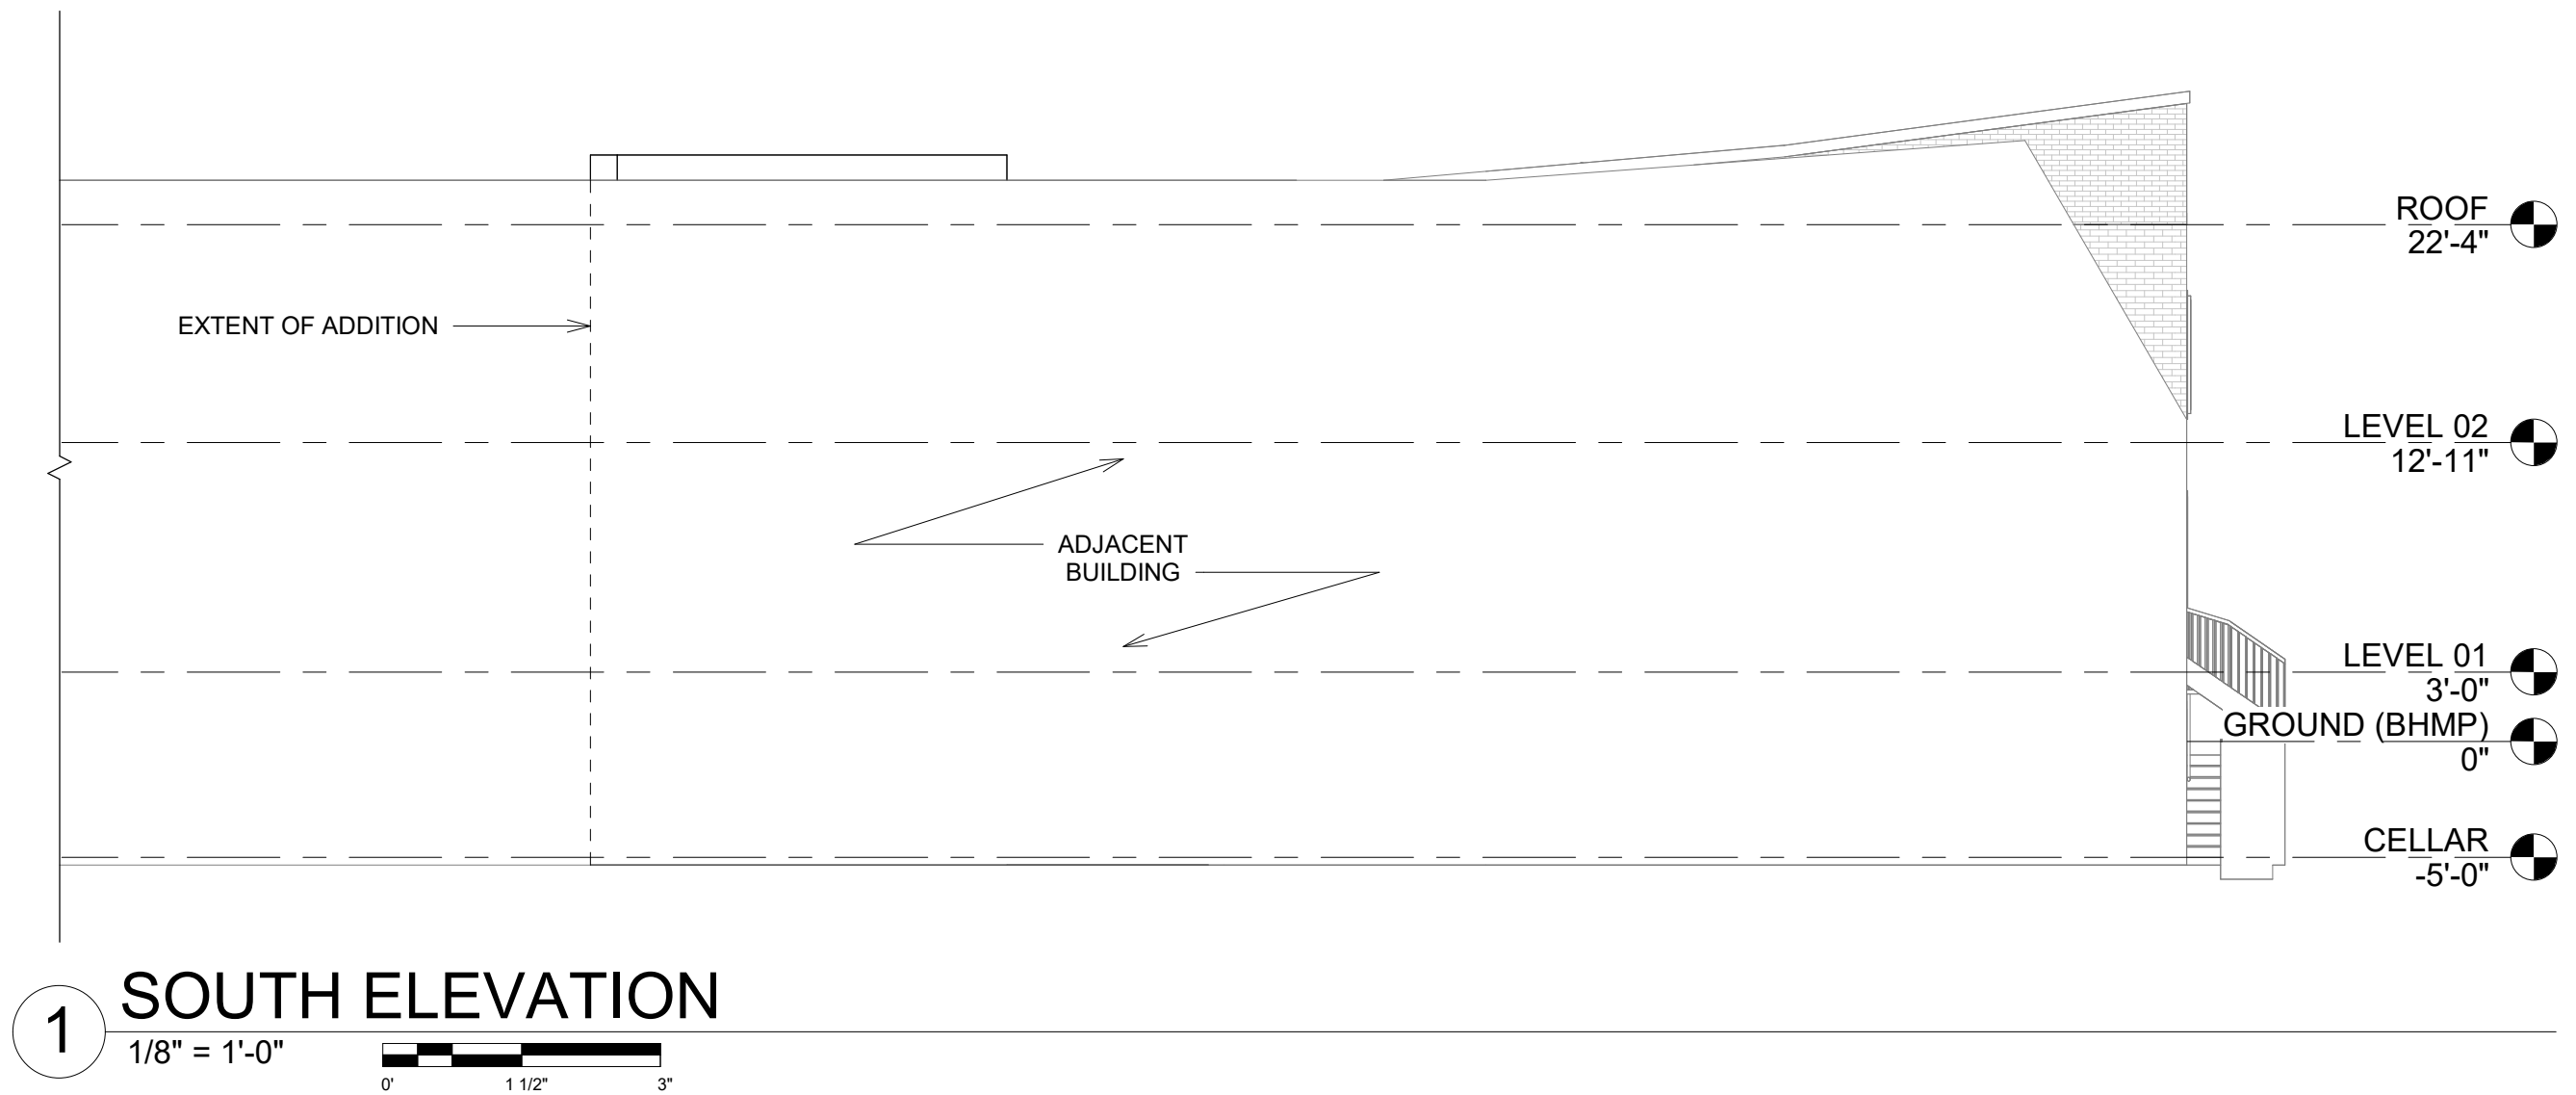 ROOF
22'-4"
EXTENT OF ADDITION
LEVEL 02
12'-11"
ADJACENT
BUILDING
LEVEL 01
3'-0"
GROUND (BHMP)
0"
CELLAR
-5'-0"
1
SOUTH ELEVATION
1/8" = 1'-0"
0' 1 1/2" 3"